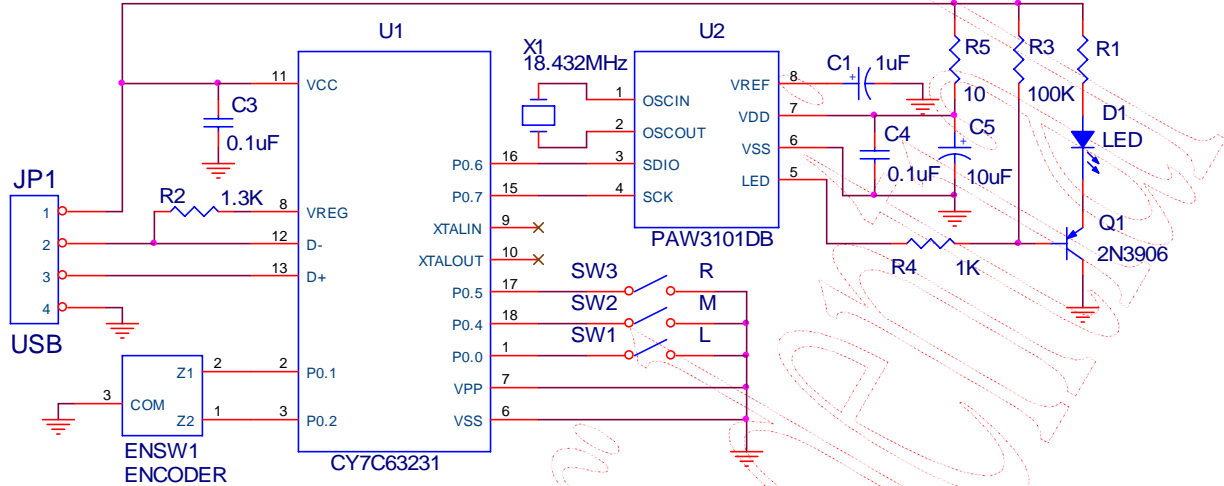 U1
U2
X1
18.432MHz
C1
1uF
R5
10
R3
100K
R1
D1
LED
C3
0.1uF
11
VCC
1
OSCIN
VREF
8
2
OSCOUT
VDD
7
3
SDIO
VSS
6
4
SCK
LED
5
C4
0.1uF
C5
10uF
P0.6
16
P0.7
15
PAW3101DB
JP1
1
2
3
4
USB
R2
1.3K
8
VREG
12
D-
13
D+
XTALIN
9
XTALOUT
10
R4
1K
Q1
2N3906
P0.5
17
SW3
R
P0.4
18
SW2
M
P0.0
1
SW1
L
VPP
7
VSS
6
3
COM
Z1
2
2
P0.1
Z2
1
3
P0.2
ENSW1
ENCODER
CY7C63231